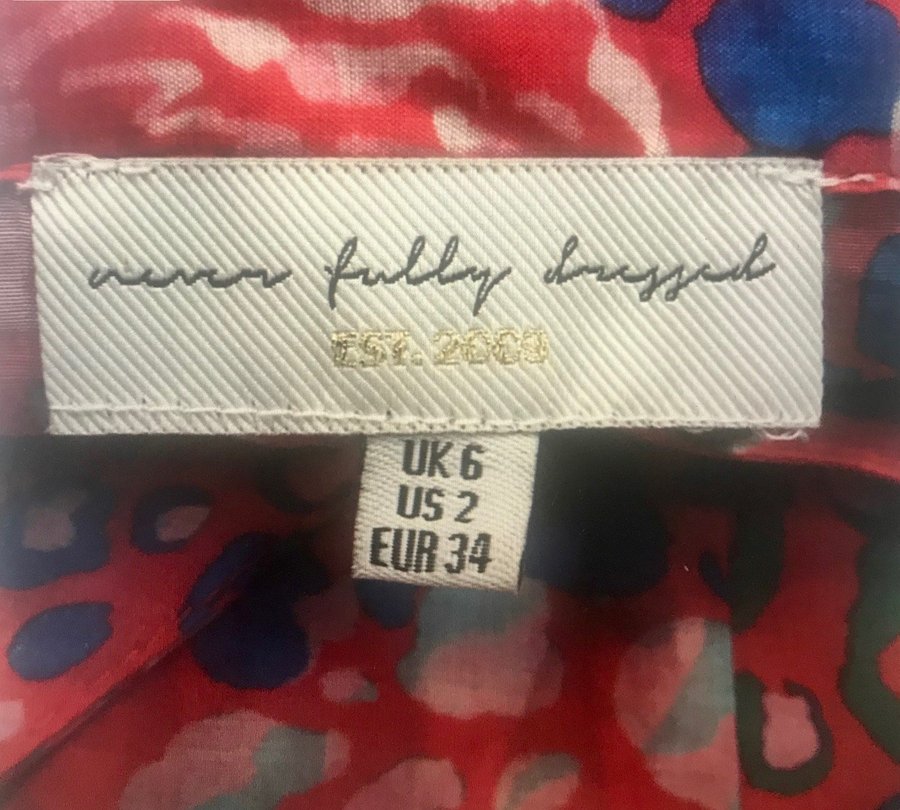 never fully dressed
EST. 2009
UK 6
US 2
EUR 34